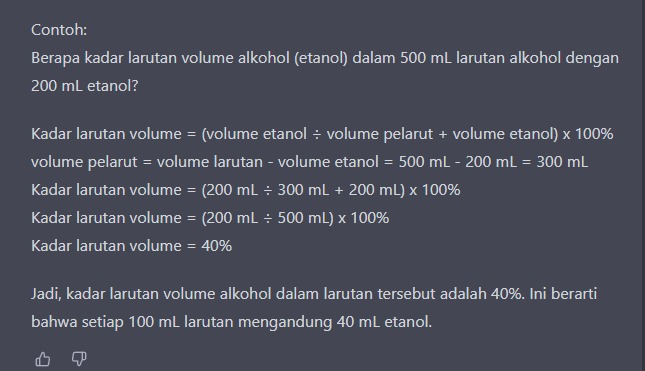 Contoh:
Berapa kadar larutan volume alkohol (etanol) dalam 500 mL larutan alkohol dengan
200 mL etanol?
Kadar larutan volume = (volume etanol ÷ volume pelarut + volume etanol) x 100%
volume pelarut = volume larutan - volume etanol = 500 mL - 200 mL = 300 mL
Kadar larutan volume = (200 mL ÷ 300 mL + 200 mL) x 100%
Kadar larutan volume = (200 mL ÷ 500 mL) x 100%
Kadar larutan volume = 40%
Jadi, kadar larutan volume alkohol dalam larutan tersebut adalah 40%. Ini berarti
bahwa setiap 100 mL larutan mengandung 40 mL etanol.